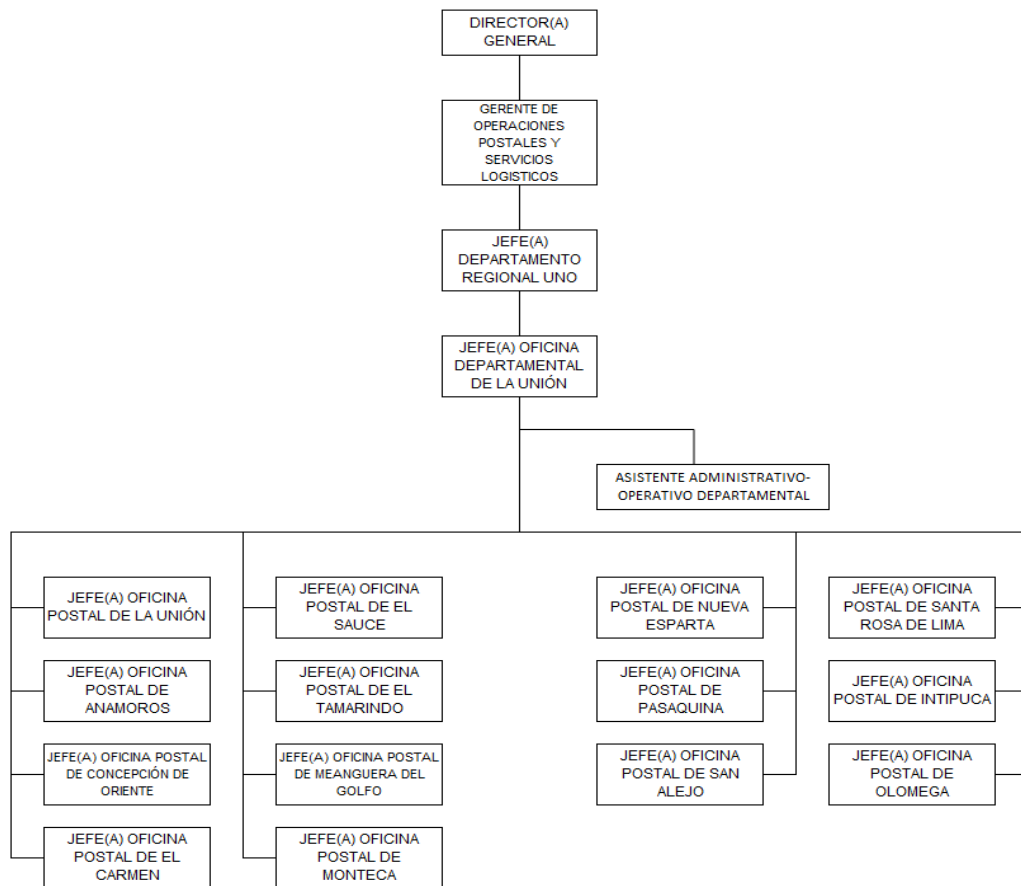 DIRECTOR(A)
GENERAL
GERENTE DE
OPERACIONES
POSTALES Y
SERVICIOS
LOGISTICOS
JEFE(A)
DEPARTAMENTO
REGIONAL UNO
JEFE(A) OFICINA
DEPARTAMENTAL
DE LA UNIÓN
ASISTENTE ADMINISTRATIVO-
OPERATIVO DEPARTAMENTAL
JEFE(A) OFICINA
POSTAL DE LA UNIÓN
JEFE(A) OFICINA
POSTAL DE EL
SAUCE
JEFE(A) OFICINA
POSTAL DE NUEVA
ESPARTA
JEFE(A) OFICINA
POSTAL DE SANTA
ROSA DE LIMA
JEFE(A) OFICINA
POSTAL DE
ANAMOROS
JEFE(A) OFICINA
POSTAL DE EL
TAMARINDO
JEFE(A) OFICINA
POSTAL DE
PASAQUINA
JEFE(A) OFICINA
POSTAL DE INTIPUCA
JEFE(A) OFICINA POSTAL
DE CONCEPCIÓN DE
ORIENTE
JEFE(A) OFICINA POSTAL
DE MEANGUERA DEL
GOLFO
JEFE(A) OFICINA
POSTAL DE SAN
ALEJO
JEFE(A) OFICINA
POSTAL DE
OLOMEGA
JEFE(A) OFICINA
POSTAL DE EL
CARMEN
JEFE(A) OFICINA
POSTAL DE
MONTECA